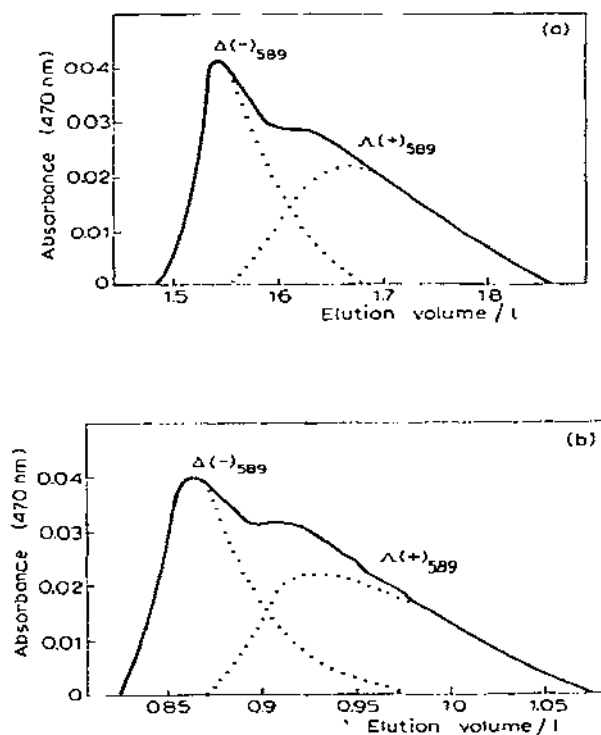 (a)
Δ(-)589
Λ(+)589
Absorbance (470 nm)
0.04
0.03
0.02
0.01
0
1.5
1.6
1.7
1.8
Elution volume / l
(b)
Δ(-)589
Λ(+)589
Absorbance (470 nm)
0.04
0.03
0.02
0.01
0
0.85
0.9
0.95
1.0
1.05
Elution volume / l